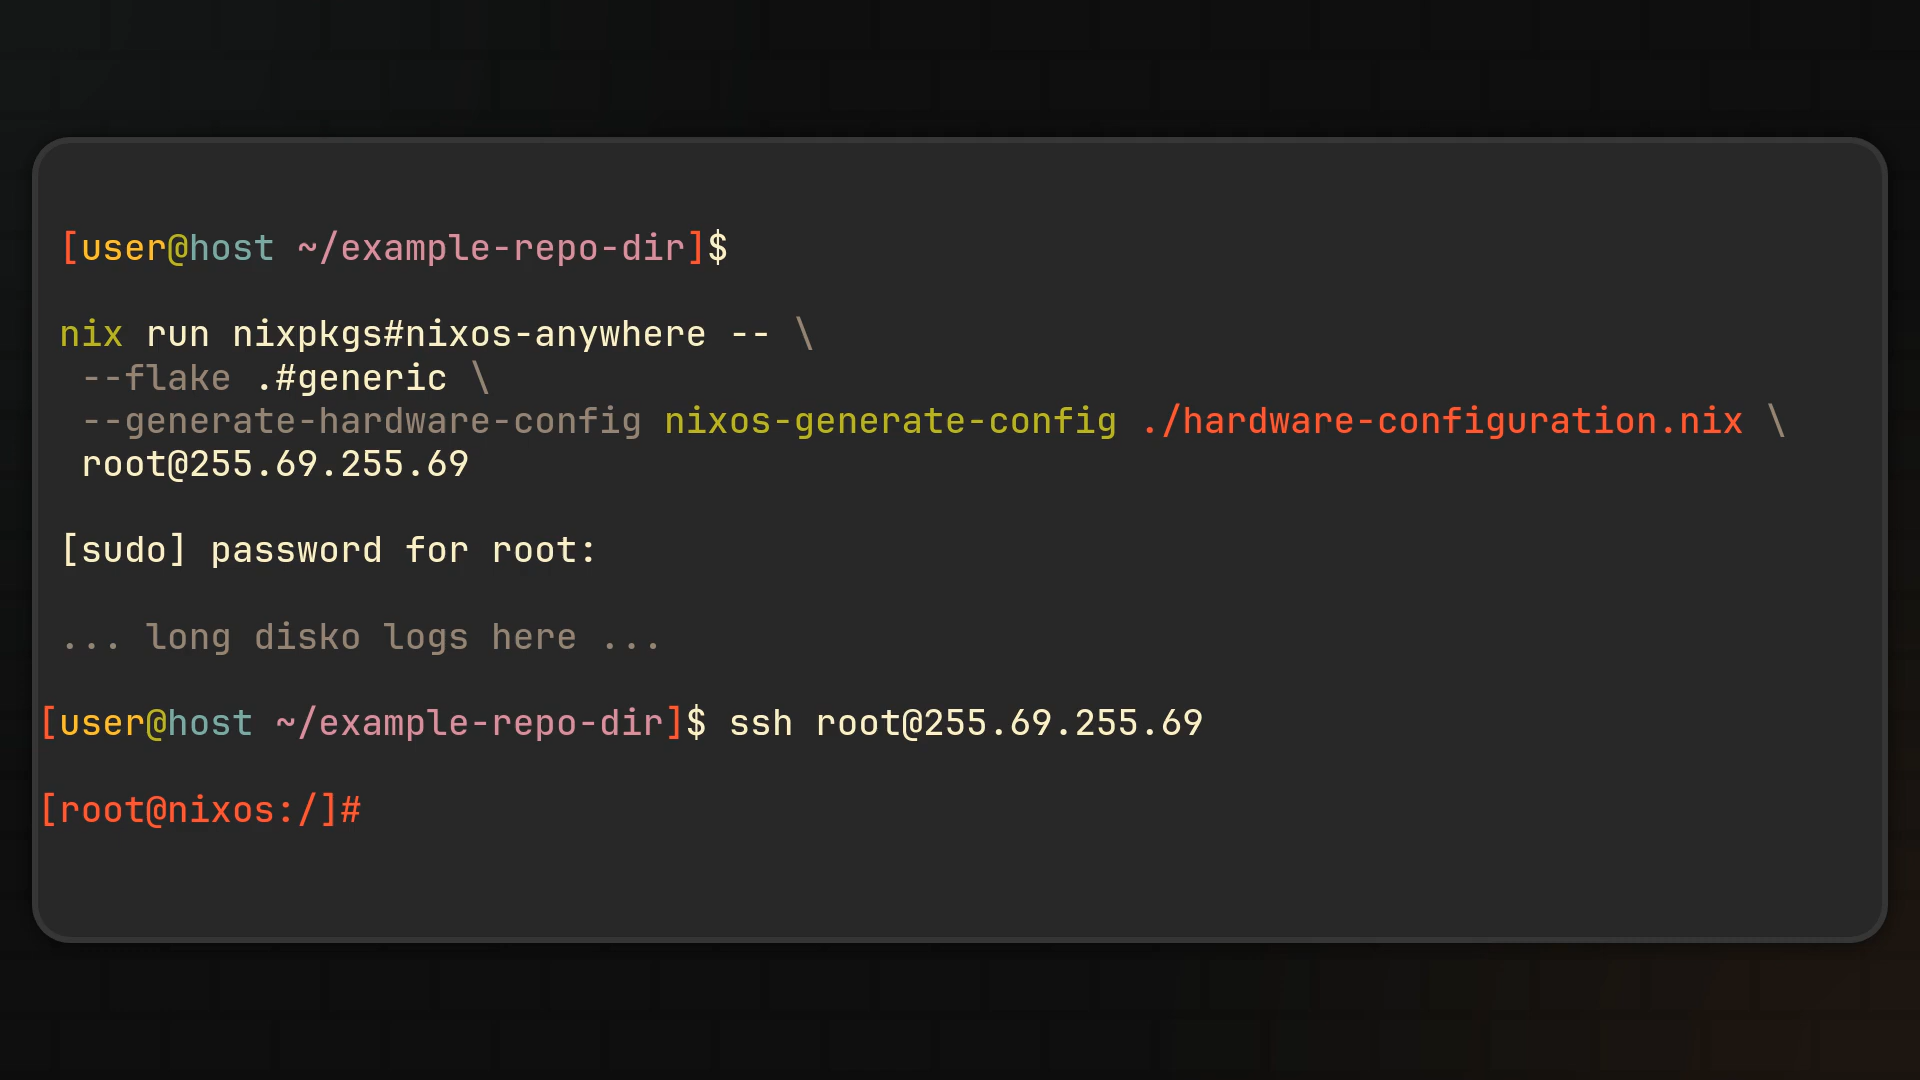 [user@host ~/example-repo-dir]$
nix run nixpkgs#nixos-anywhere -- \
--flake .#generic \
--generate-hardware-config nixos-generate-config ./hardware-configuration.nix \
root@255.69.255.69
[sudo] password for root:
... long disko logs here ...
[user@host ~/example-repo-dir]$ ssh root@255.69.255.69
[root@nixos:/]#